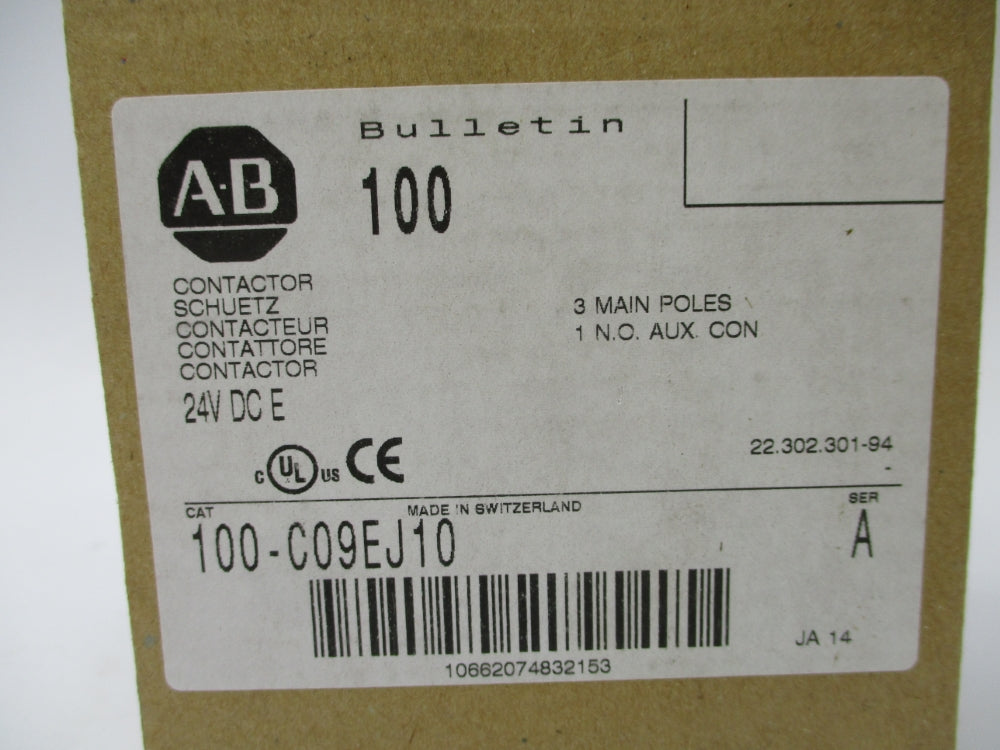 A·B
Bulletin
100
CONTACTOR
SCHUETZ
CONTACTEUR
CONTATTORE
CONTACTOR
24V DC E
3 MAIN POLES
1 N.O. AUX. CON
22.302.301-94
-
C UL US CE
CAT
MADE IN SWITZERLAND
SER
100-C09EJ10
A
JA 14
10662074832153